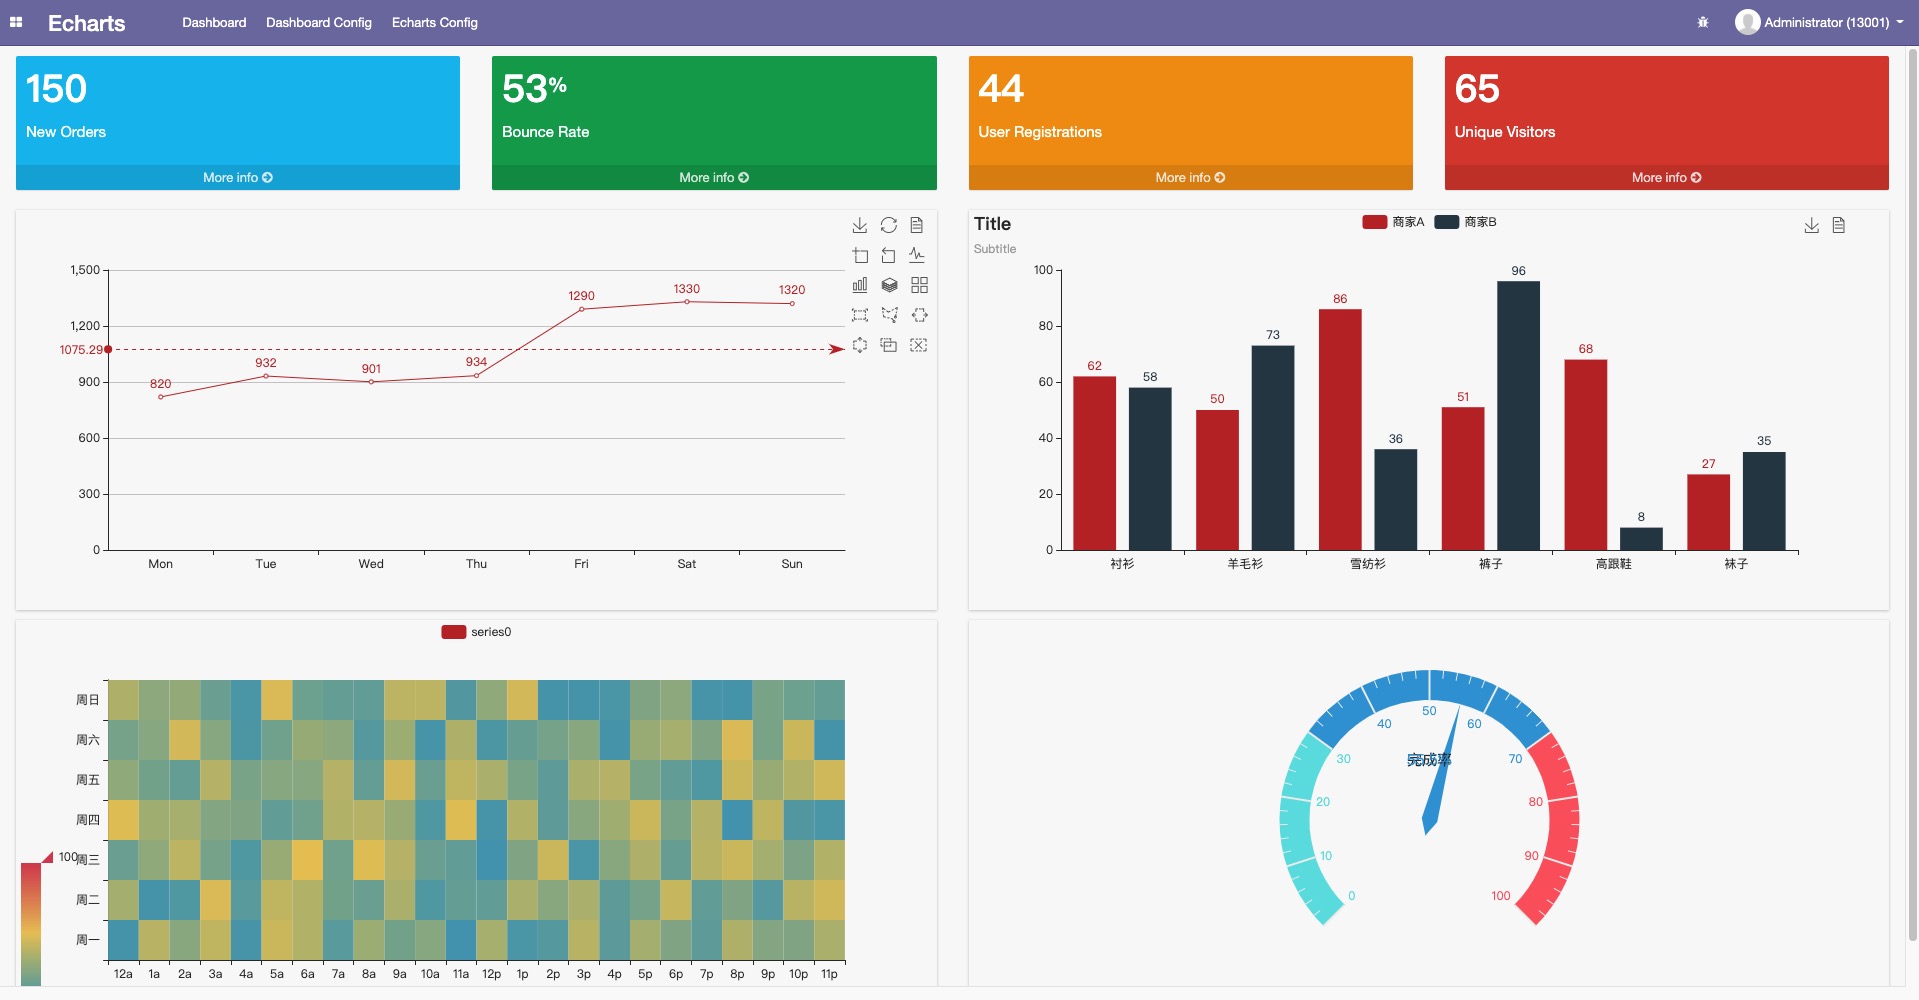 Echarts Dashboard Dashboard Config Echarts Config Administrator (13001)
150
New Orders
More info
53%
Bounce Rate
More info
44
User Registrations
More info
65
Unique Visitors
More info
1,500
1,200
1075.29
900
600
300
0
820
932
901
934
1290
1330
1320
Mon Tue Wed Thu Fri Sat Sun
Title
Subtitle
商家A 商家B
100
80
60
40
20
0
62 58 50 73 86 36 51 96 68 8 27 35
衬衫 羊毛衫 雪纺衫 裤子 高跟鞋 袜子
series0
周日
周六
周五
周四
周三
周二
周一
100
12a 1a 2a 3a 4a 5a 6a 7a 8a 9a 10a 11a 12p 1p 2p 3p 4p 5p 6p 7p 8p 9p 10p 11p
0
10
20
30
40
50
60
70
80
90
100
完成率